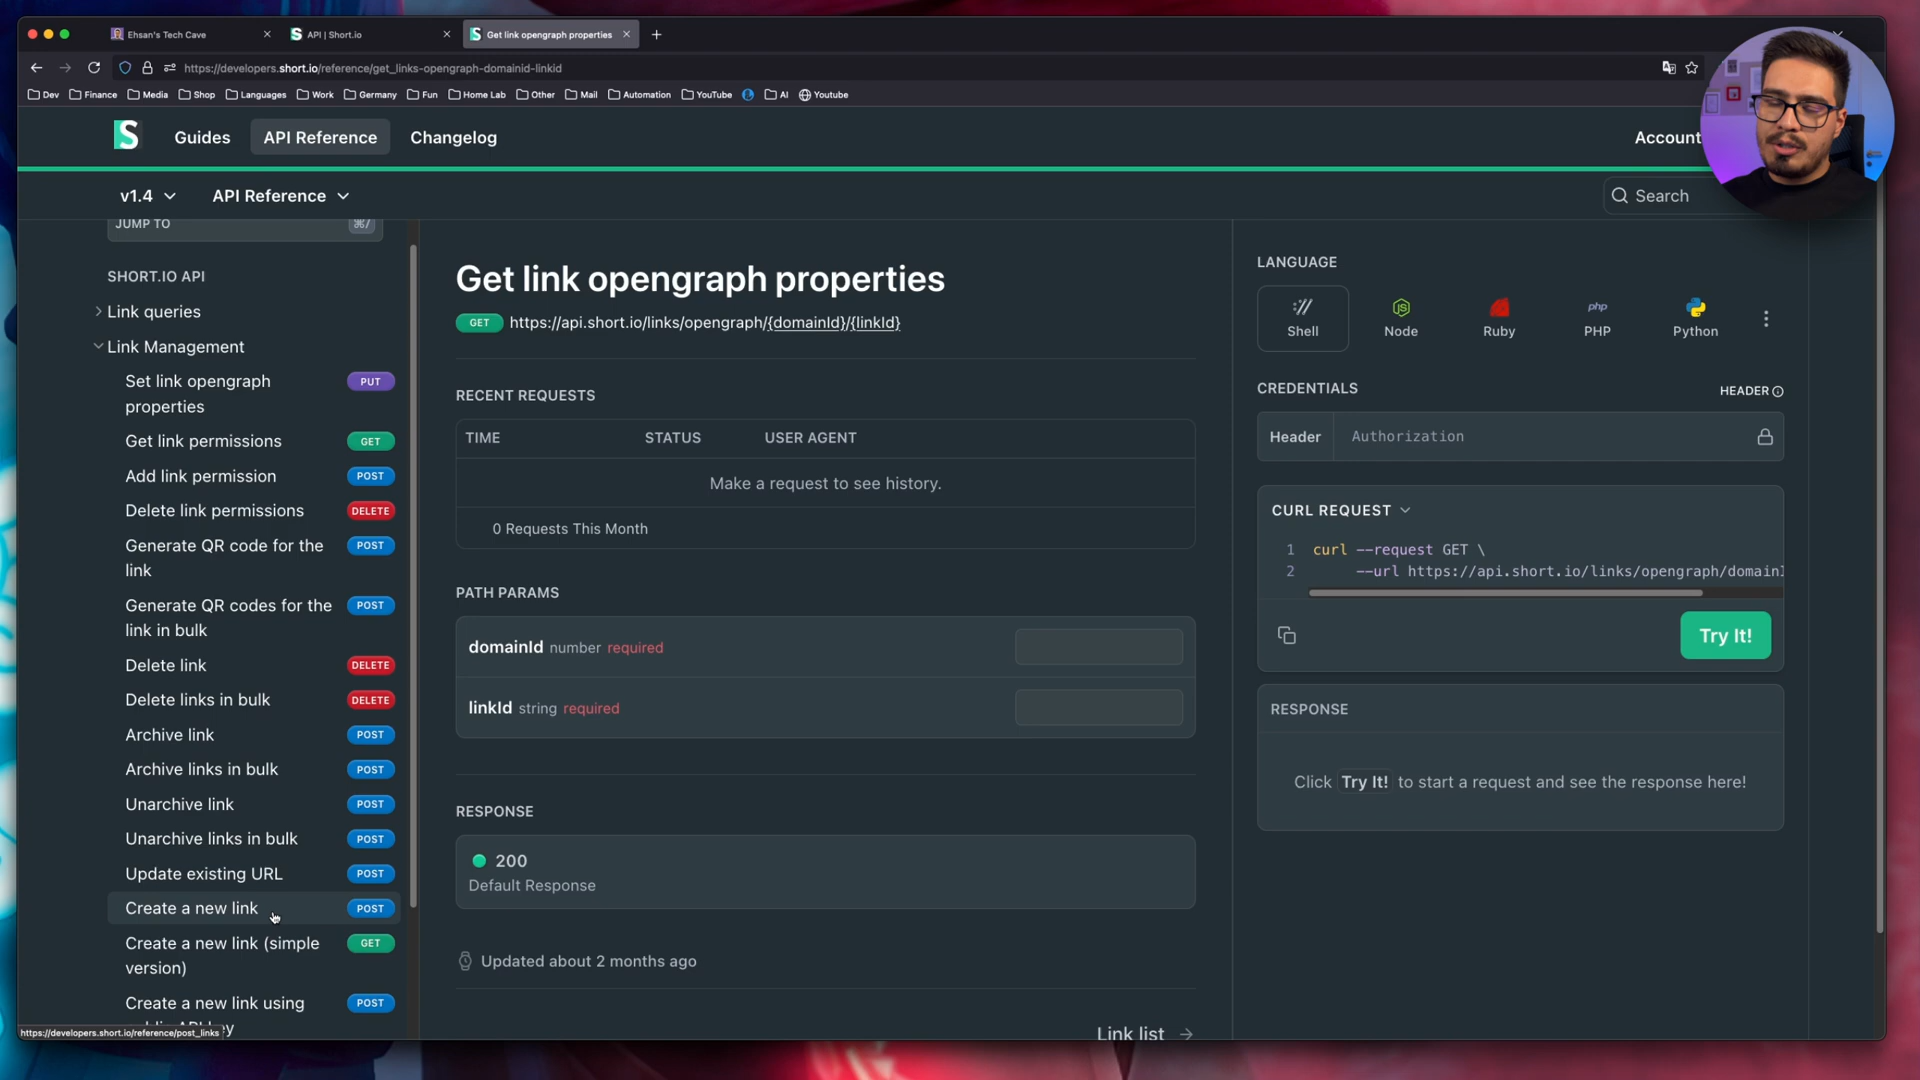 Ehsan's Tech Cave
API | Short.io
Get link opengraph properties
https://developers.short.io/reference/get_links-opengraph-domainid-linkid
Dev Finance Media Shop Languages Work Germany Fun Home Lab Other Mail Automation YouTube AI Youtube
Guides API Reference Changelog Account
v1.4 API Reference Search
JUMP TO ⌘/
SHORT.IO API
Link queries
Link Management
Set link opengraph
properties PUT
Get link permissions GET
Add link permission POST
Delete link permissions DELETE
Generate QR code for the
link POST
Generate QR codes for the
link in bulk POST
Delete link DELETE
Delete links in bulk DELETE
Archive link POST
Archive links in bulk POST
Unarchive link POST
Unarchive links in bulk POST
Update existing URL POST
Create a new link POST
Create a new link (simple
version) GET
Create a new link using POST
https://developers.short.io/reference/post_links
Get link opengraph properties
GET https://api.short.io/links/opengraph/{domainId}/{linkId}
RECENT REQUESTS
TIME STATUS USER AGENT
Make a request to see history.
0 Requests This Month
PATH PARAMS
domainId number required
linkId string required
RESPONSE
200
Default Response
Updated about 2 months ago
Link list →
LANGUAGE
Shell Node Ruby PHP Python
CREDENTIALS HEADER
Header Authorization
CURL REQUEST
1 curl --request GET \
2 --url https://api.short.io/links/opengraph/domainI
Try It!
RESPONSE
Click Try It! to start a request and see the response here!